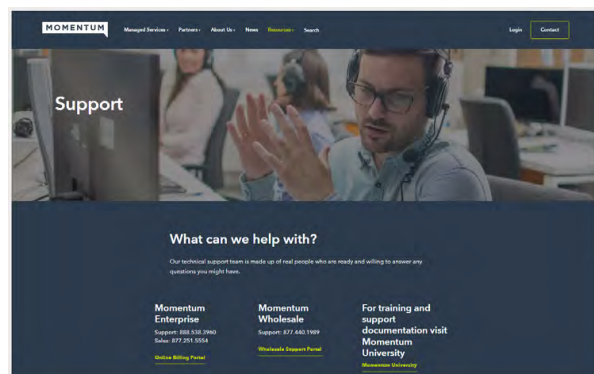 MOMENTUM
Managed Services Partners About Us News Resources Search Login Contact
Support
What can we help with?
Our technical support team is made up of real people who are ready and willing to answer any
questions you might have.
Momentum
Enterprise
Support: 888.538.3960
Sales: 877.251.5554
Online Billing Portal
Momentum
Wholesale
Support: 877.440.1989
Wholesale Support Portal
For training and
support
documentation visit
Momentum
University
Momentum University